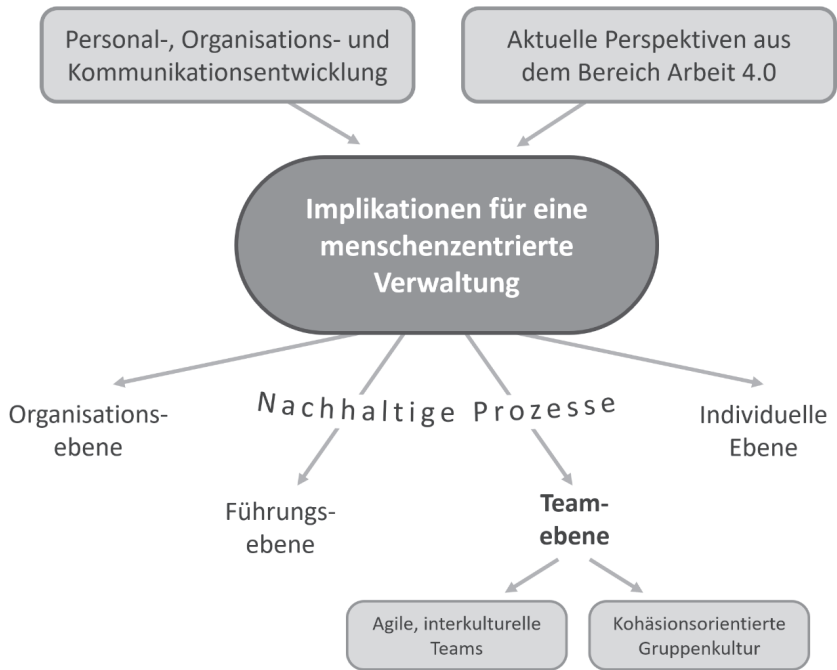 Personal-, Organisations- und
Kommunikationsentwicklung
Aktuelle Perspektiven aus
dem Bereich Arbeit 4.0
Implikationen für eine
menschenzentrierte
Verwaltung
Nachhaltige Prozesse
Organisations-
ebene
Führungs-
ebene
Team-
ebene
Individuelle
Ebene
Agile, interkulturelle
Teams
Kohäsionsorientierte
Gruppenkultur